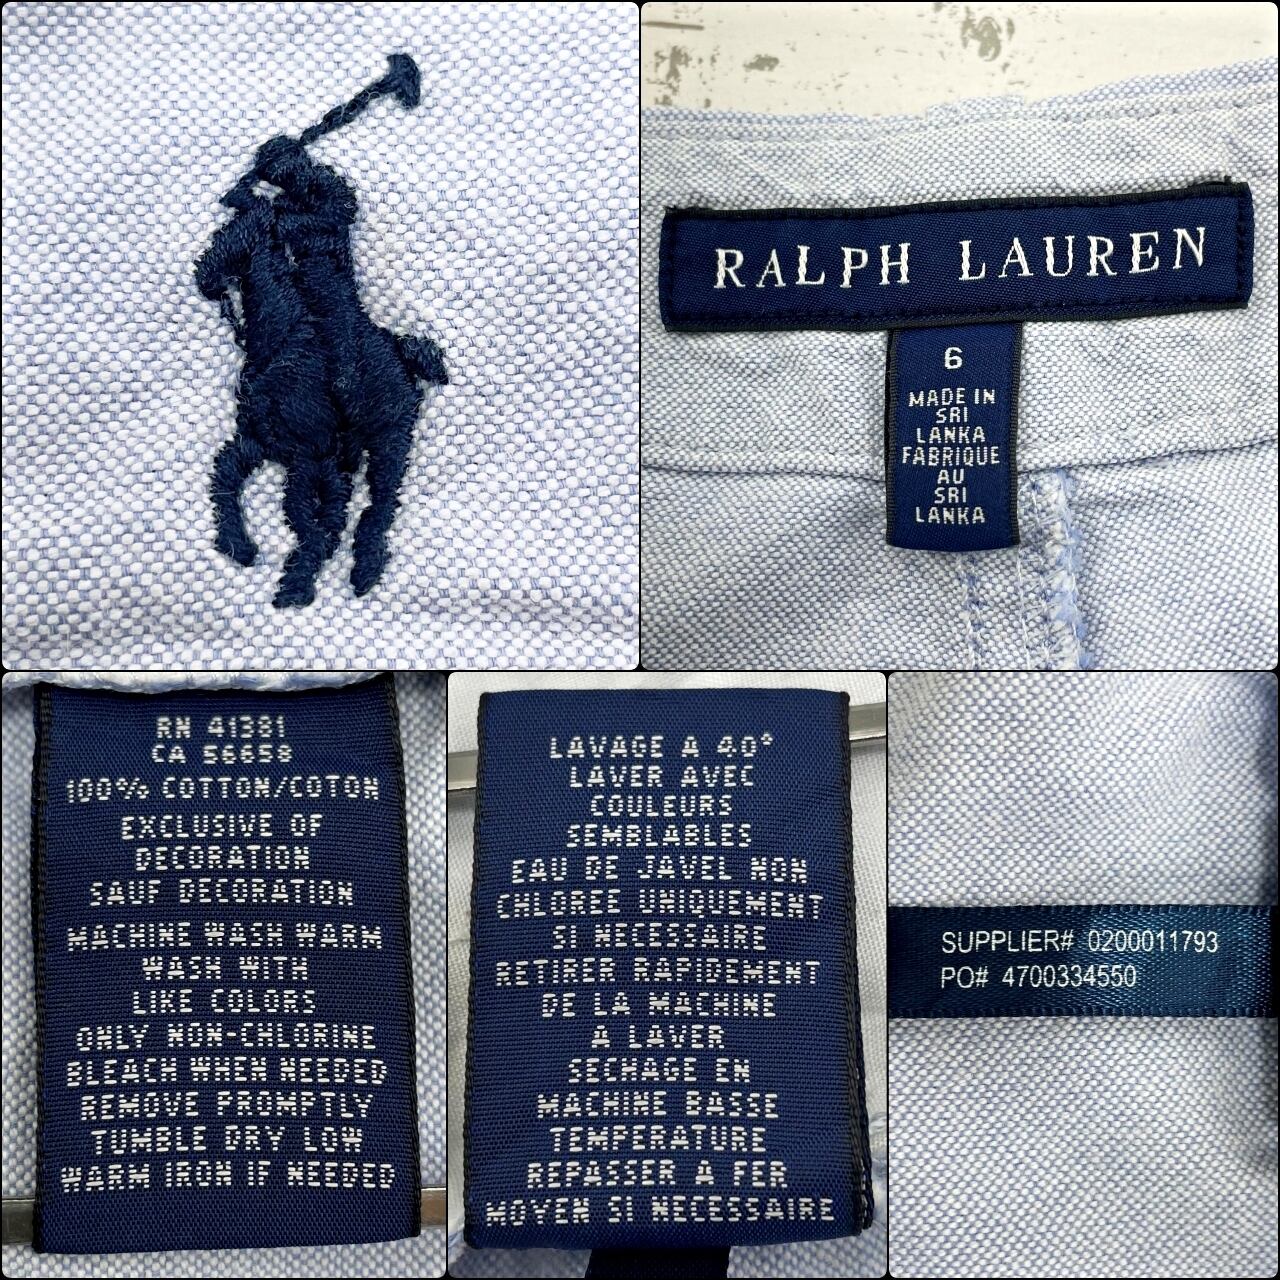 RALPH LAUREN
6
MADE IN
SRI
LANKA
FABRIQUE
AU
SRI
LANKA
RN 41381
CA 56658
100% COTTON/COTON
EXCLUSIVE OF
DECORATION
SAUF DECORATION
MACHINE WASH WARM
WASH WITH
LIKE COLORS
ONLY NON-CHLORINE
BLEACH WHEN NEEDED
REMOVE PROMPTLY
TUMBLE DRY LOW
WARM IRON IF NEEDED
LAVAGE A 40°
LAVER AVEC
COULEURS
SEMBLABLES
EAU DE JAVEL NON
CHLOREE UNIQUEMENT
SI NECESSAIRE
RETIRER RAPIDEMENT
DE LA MACHINE
A LAVER
SECHAGE EN
MACHINE BASSE
TEMPERATURE
REPASSER A FER
MOYEN SI NECESSAIRE
SUPPLIER# 0200011793
PO# 4700334550